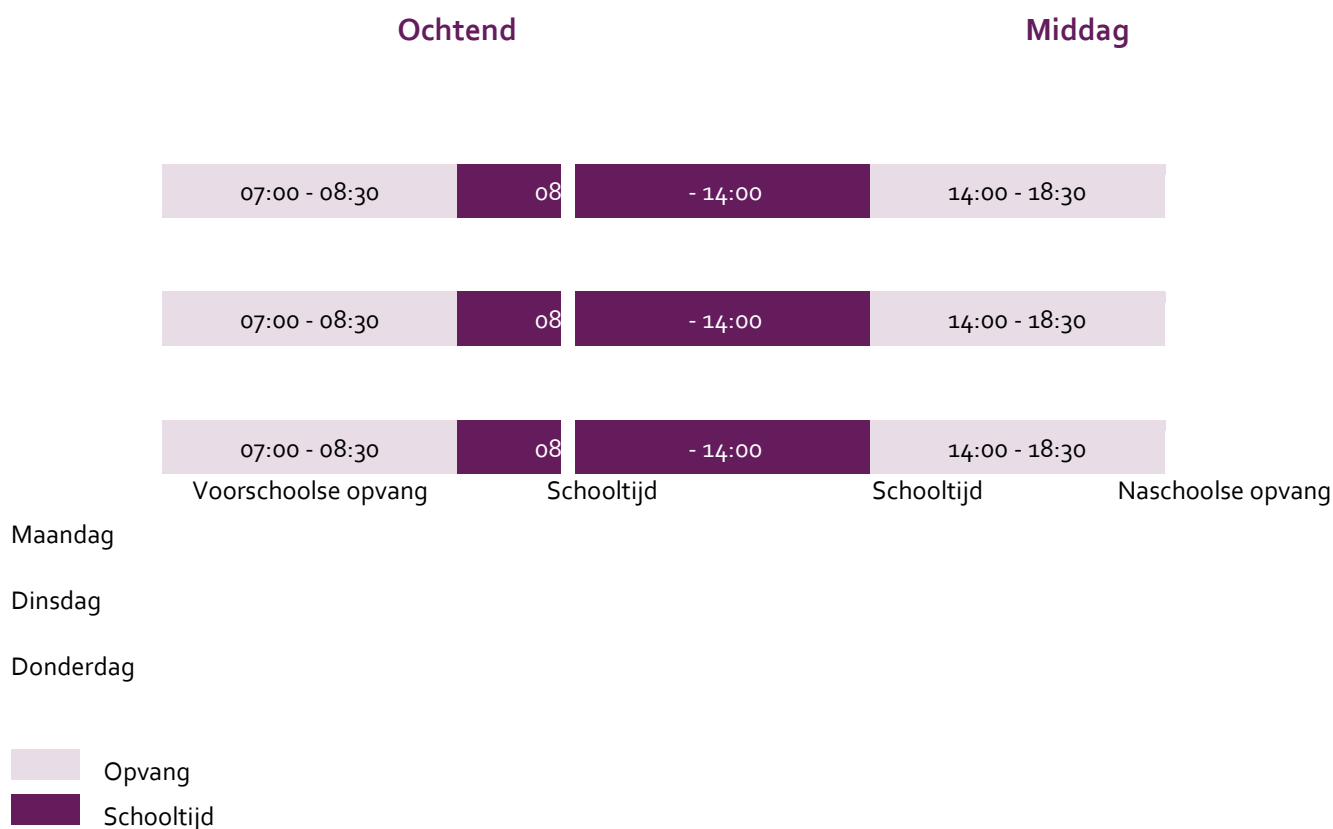 Ochtend Middag
07:00 - 08:30 08 - 14:00 14:00 - 18:30
07:00 - 08:30 08 - 14:00 14:00 - 18:30
07:00 - 08:30 08 - 14:00 14:00 - 18:30
Voorschoolse opvang Schooltijd Schooltijd Naschoolse opvang
Maandag
Dinsdag
Donderdag
Opvang
Schooltijd